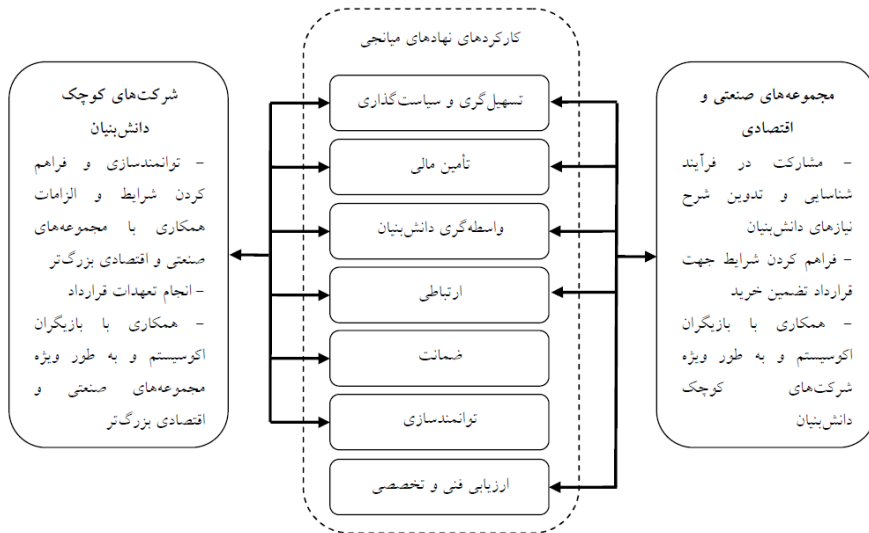 کارکردهای نهادهای میانجی
مجموعه‌های صنعتی و
اقتصادی
– مشارکت در فرآیند
شناسایی و تدوین شرح
نیازهای دانش‌بنیان
– فراهم کردن شرایط جهت
قرارداد تضمین خرید
– همکاری با بازیگران
اکوسیستم و به طور ویژه
شرکت‌های کوچک
دانش‌بنیان
تسهیل‌گری و سیاست‌گذاری
تأمین مالی
واسطه‌گری دانش‌بنیان
ارتباطی
ضمانت
توانمندسازی
ارزیابی فنی و تخصصی
شرکت‌های کوچک
دانش‌بنیان
– توانمندسازی و فراهم
کردن شرایط و الزامات
همکاری با مجموعه‌های
صنعتی و اقتصادی بزرگ‌تر
– انجام تعهدات قرارداد
– همکاری با بازیگران
اکوسیستم و به طور ویژه
مجموعه‌های صنعتی و
اقتصادی بزرگ‌تر